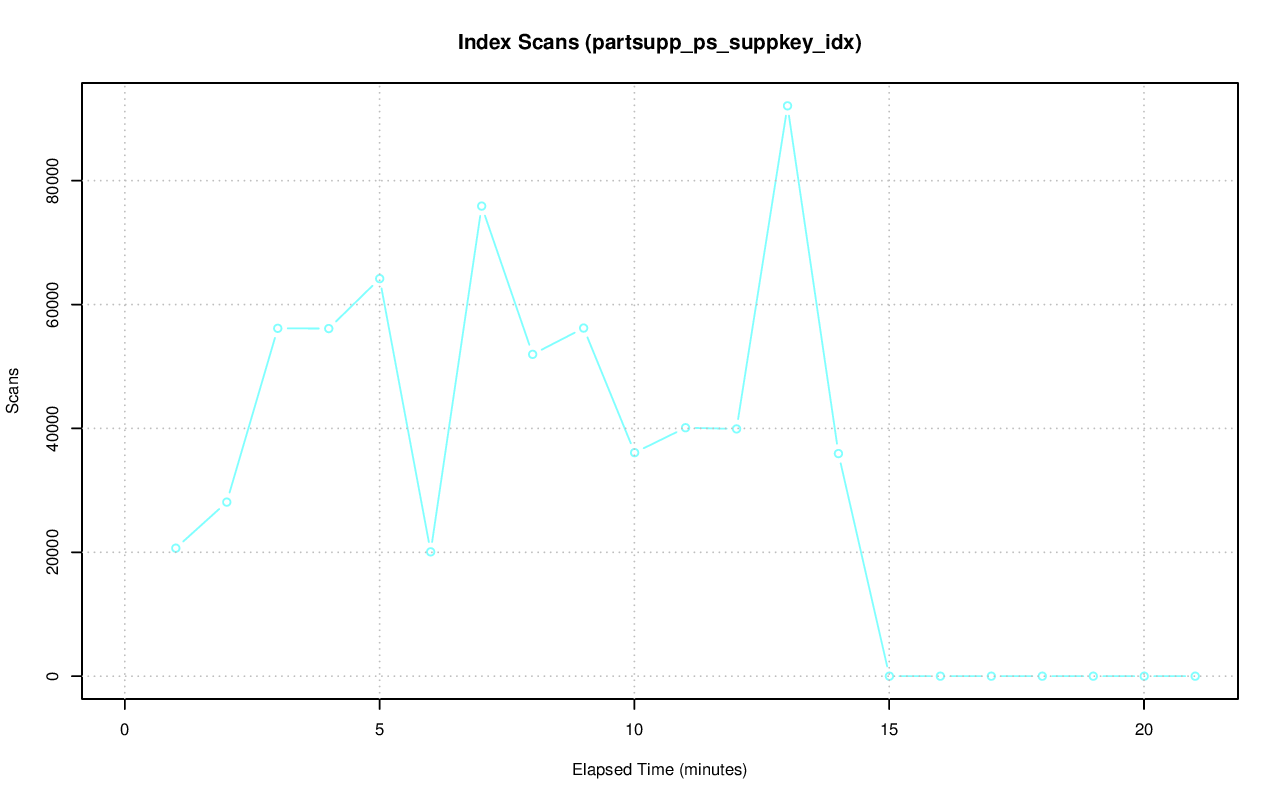 Index Scans (partsupp_ps_suppkey_idx)
80000
60000
40000
20000
0
Scans
0 5 10 15 20
Elapsed Time (minutes)